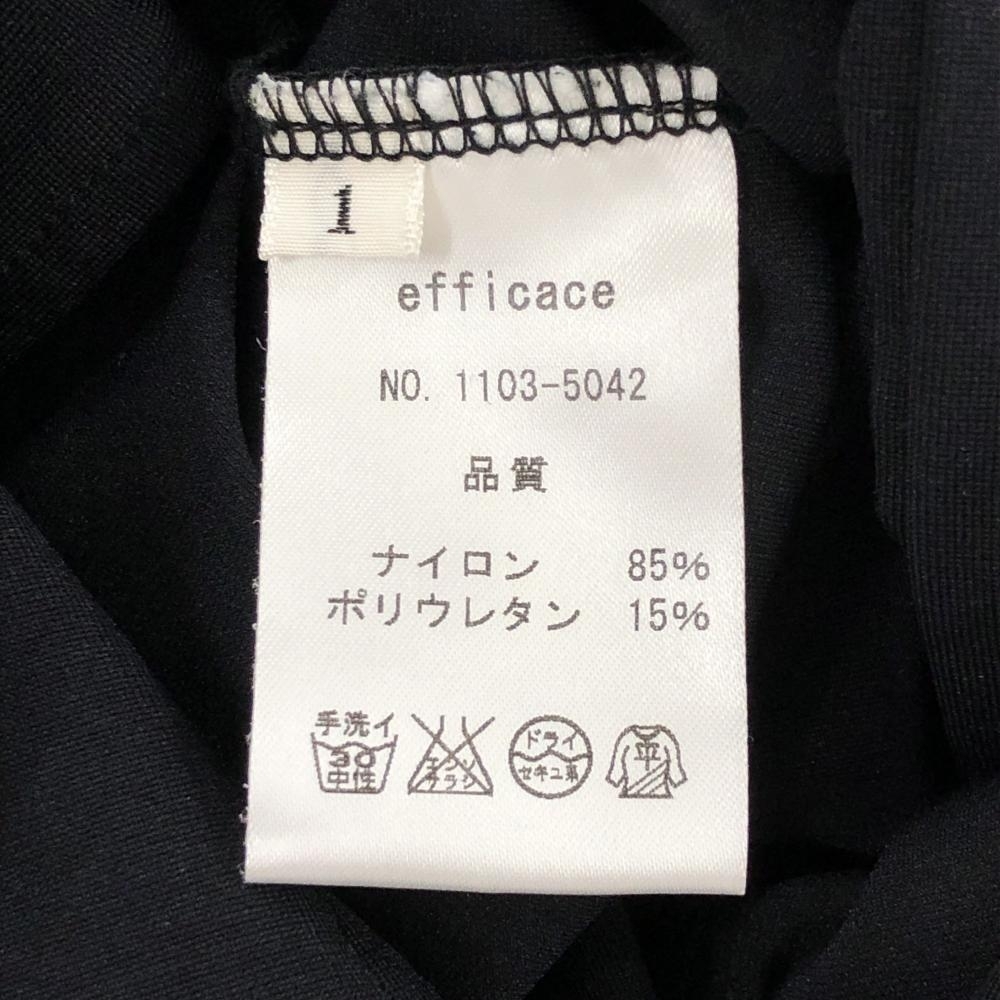 1
efficace
NO. 1103-5042
品質
ナイロン 85%
ポリウレタン 15%
手洗イ
30
中性
エンソ
チラシ
ドライ
セキユ系
平